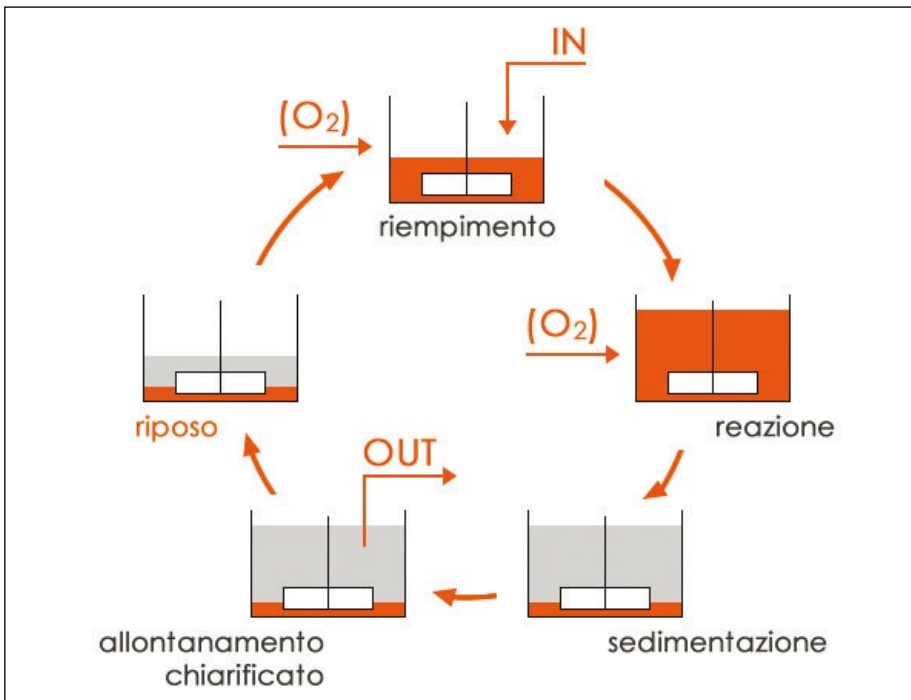 IN
(O₂)
riempimento
(O₂)
reazione
riposo
OUT
allontanamento
chiarificato
sedimentazione